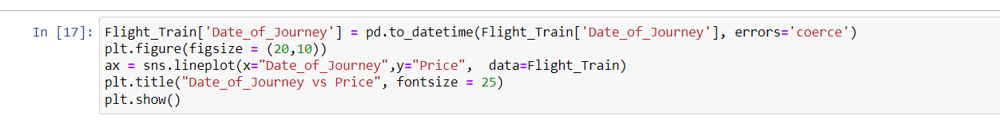 In [17]: Flight_Train['Date_of_Journey'] = pd.to_datetime(Flight_Train['Date_of_Journey'], errors='coerce')
plt.figure(figsize = (20,10))
ax = sns.lineplot(x="Date_of_Journey",y="Price",  data=Flight_Train)
plt.title("Date_of_Journey vs Price", fontsize = 25)
plt.show()